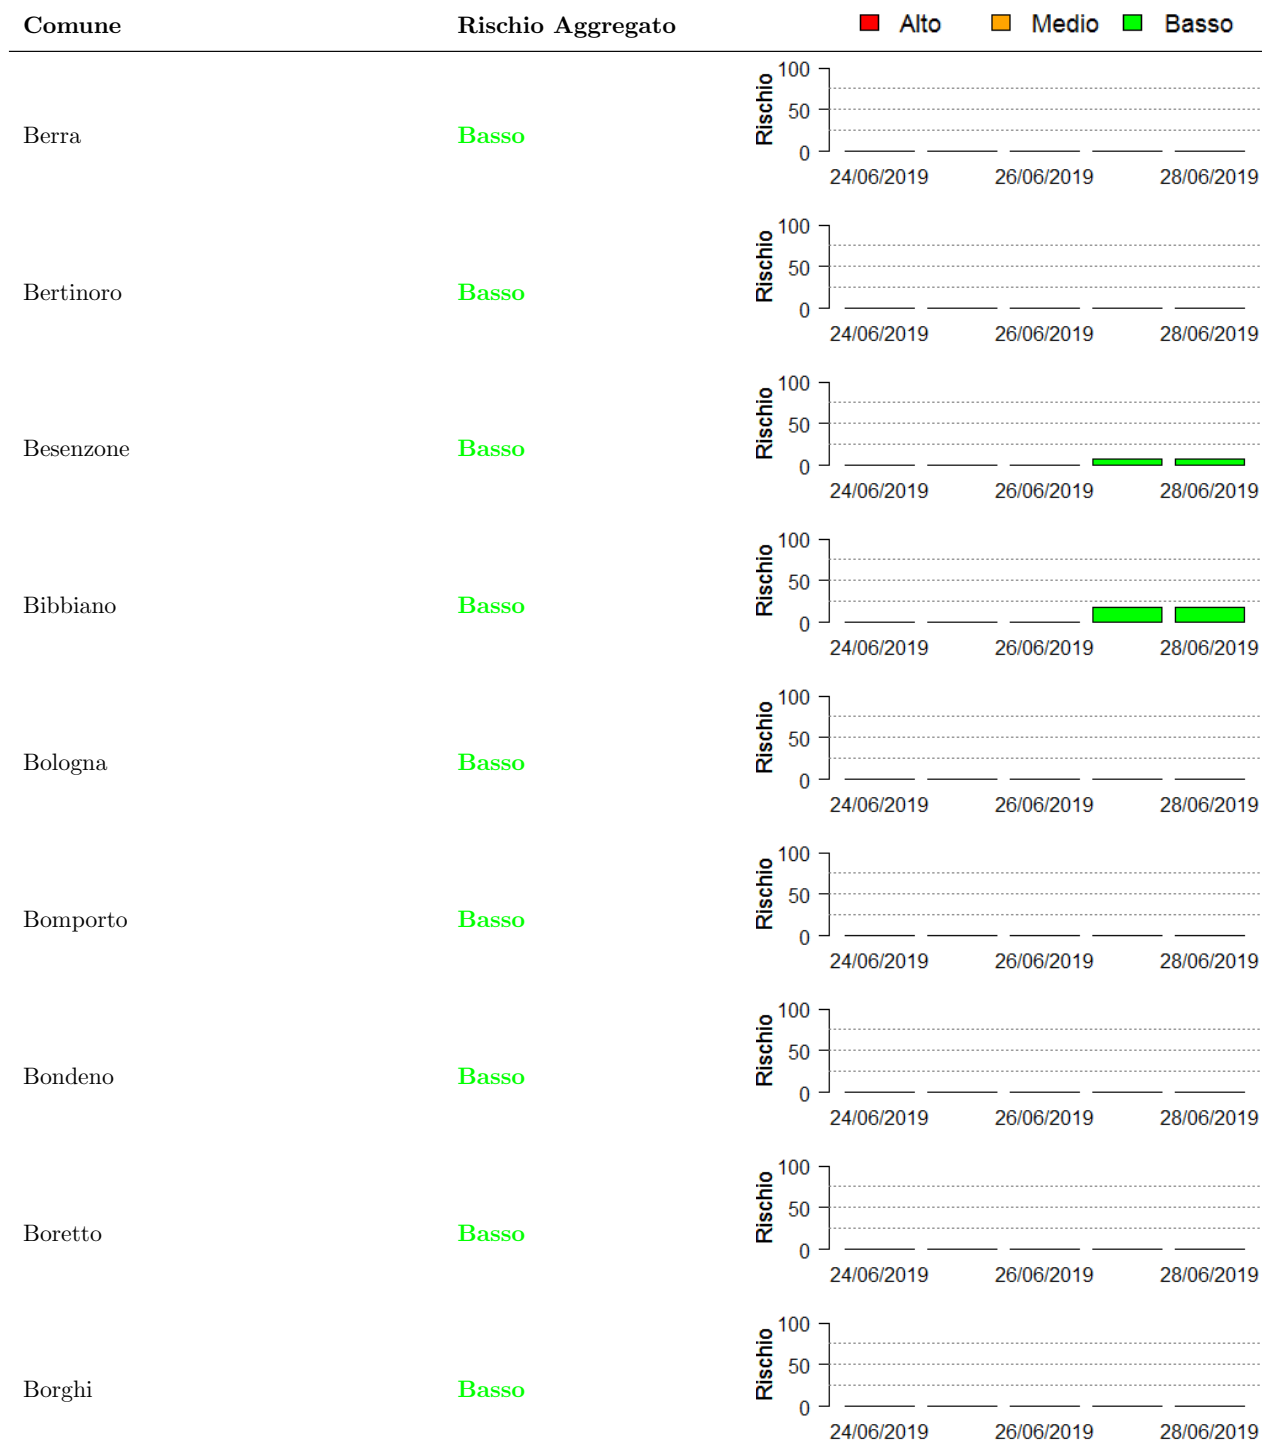 Comune Rischio Aggregato Alto Medio Basso
Berra Basso Rischio 100 50 0
24/06/2019 26/06/2019 28/06/2019
Bertinoro Basso Rischio 100 50 0
24/06/2019 26/06/2019 28/06/2019
Besenzone Basso Rischio 100 50 0
24/06/2019 26/06/2019 28/06/2019
Bibbiano Basso Rischio 100 50 0
24/06/2019 26/06/2019 28/06/2019
Bologna Basso Rischio 100 50 0
24/06/2019 26/06/2019 28/06/2019
Bomporto Basso Rischio 100 50 0
24/06/2019 26/06/2019 28/06/2019
Bondeno Basso Rischio 100 50 0
24/06/2019 26/06/2019 28/06/2019
Boretto Basso Rischio 100 50 0
24/06/2019 26/06/2019 28/06/2019
Borghi Basso Rischio 100 50 0
24/06/2019 26/06/2019 28/06/2019